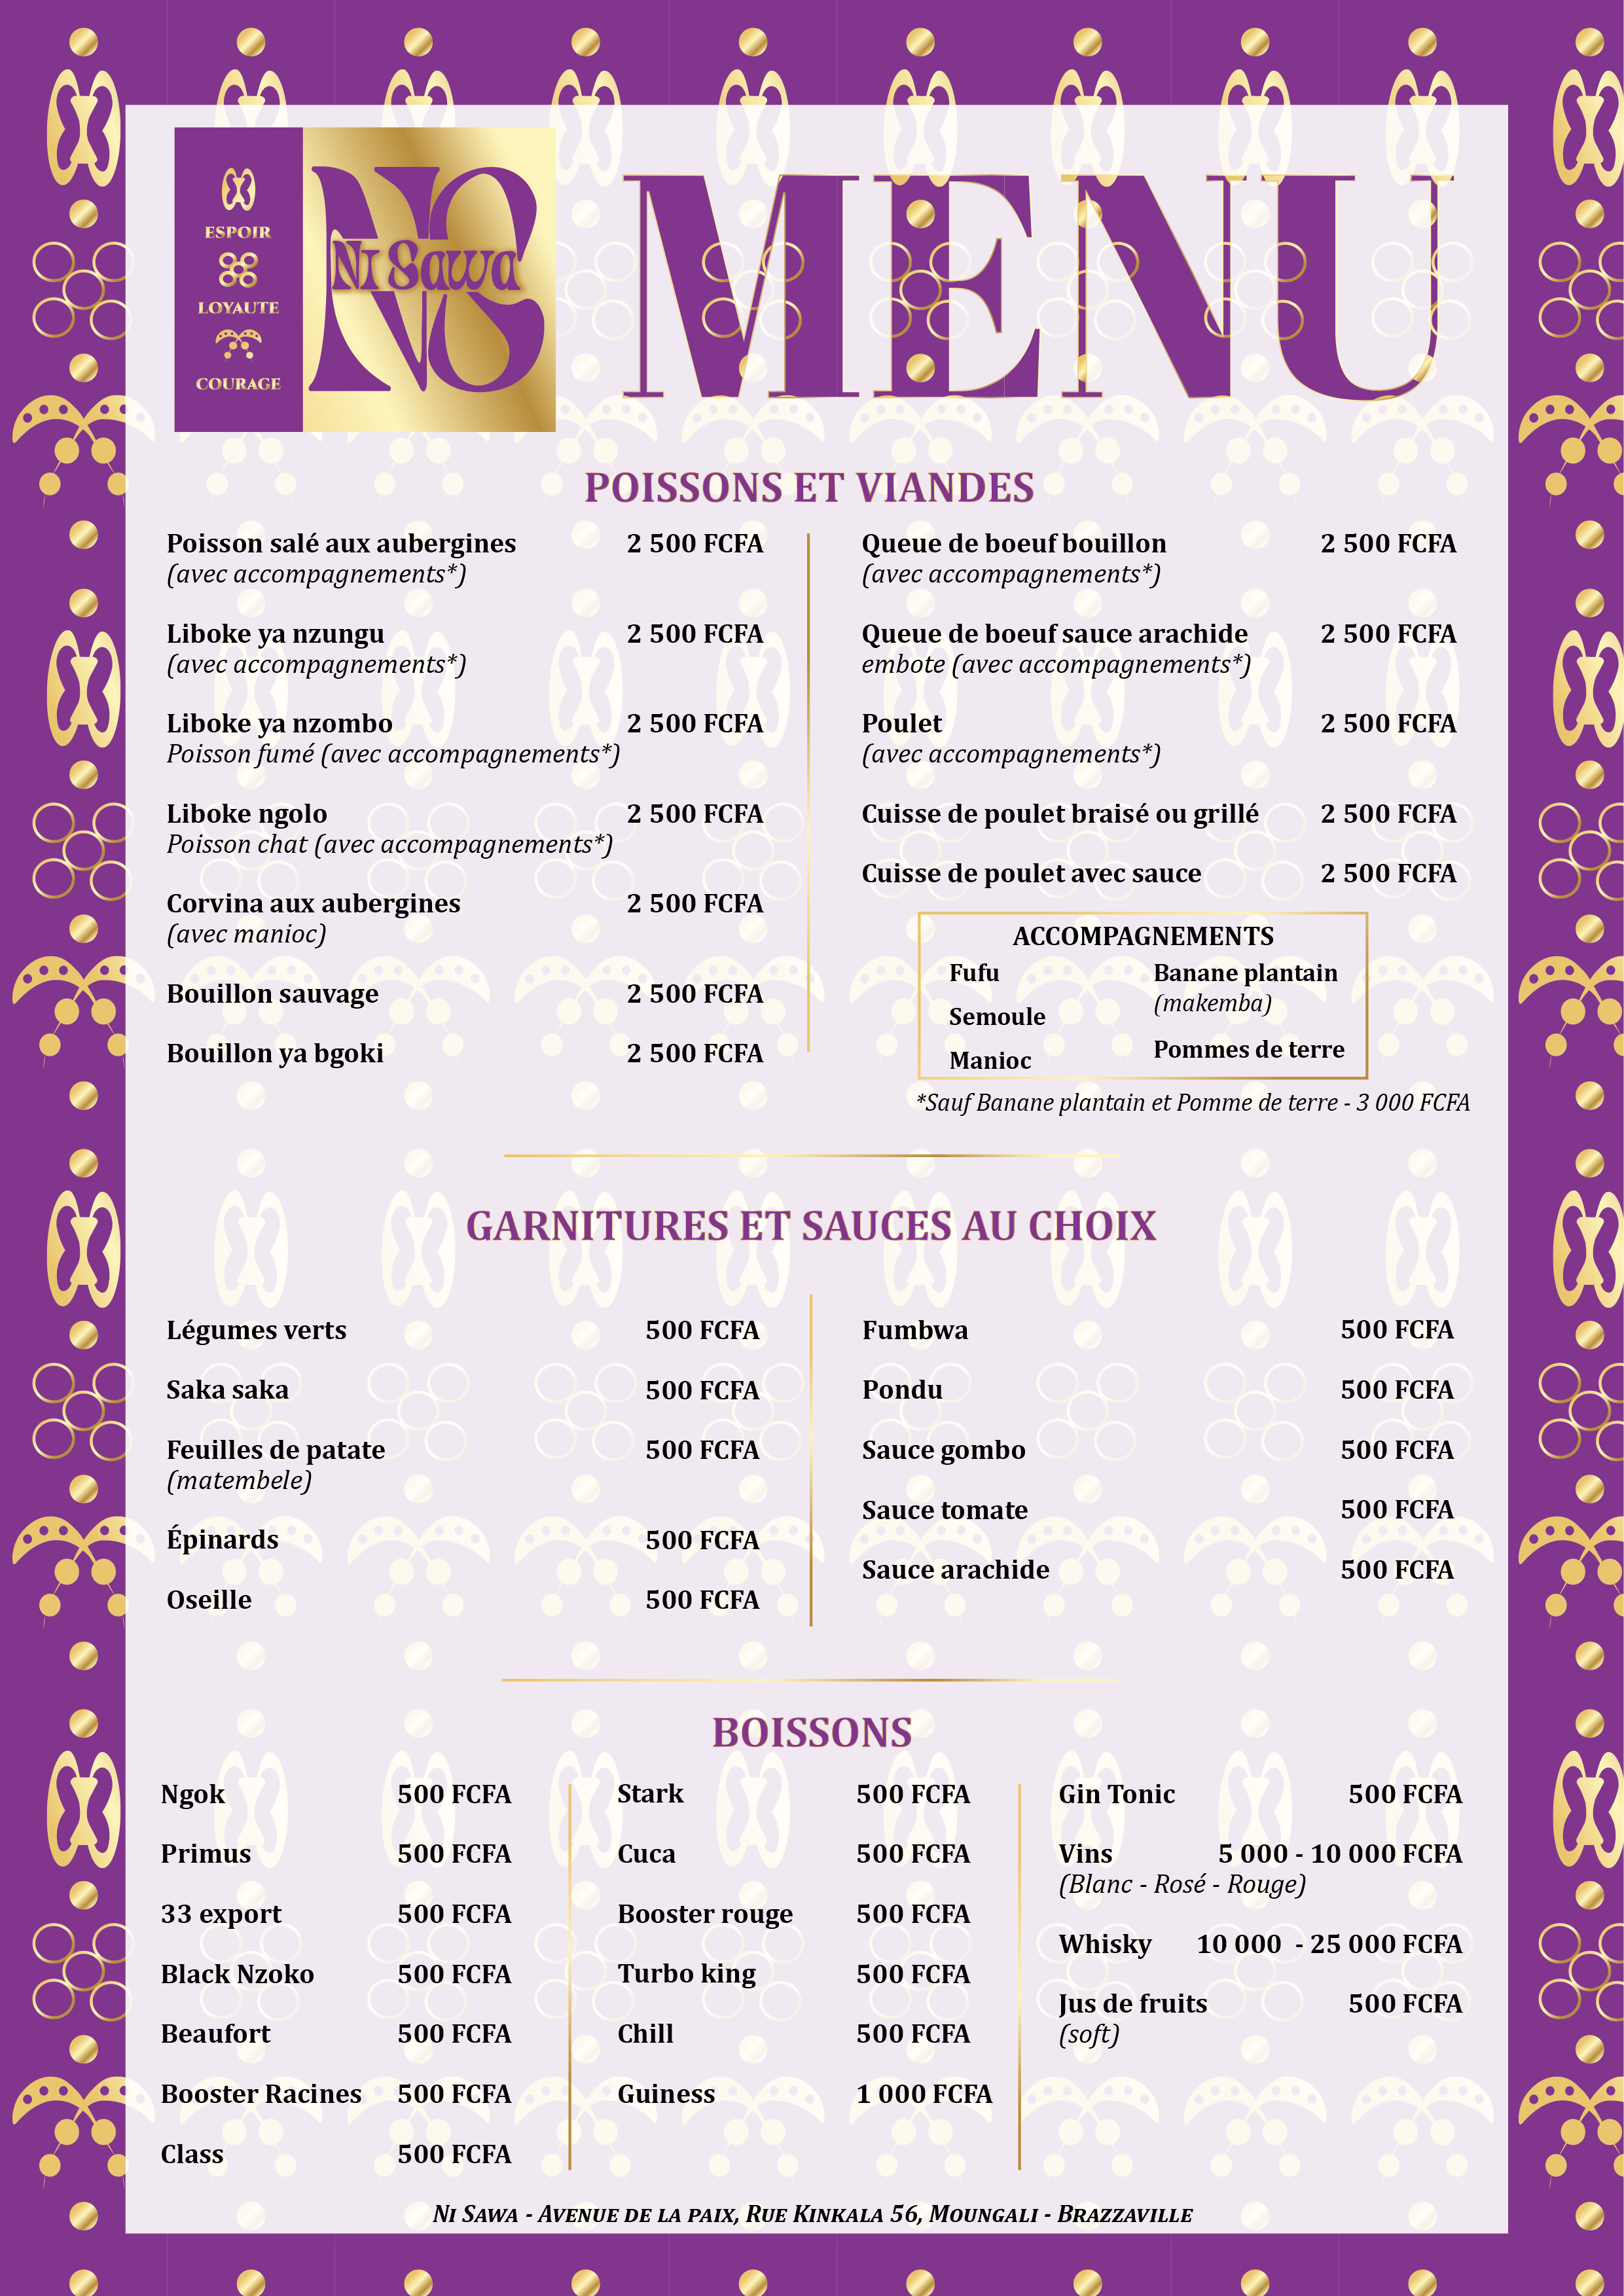 ESPOIR
LOYAUTE
COURAGE
NS
Ni Sawa
MENU
POISSONS ET VIANDES
Poisson salé aux aubergines 2 500 FCFA
(avec accompagnements*)
Liboke ya nzungu 2 500 FCFA
(avec accompagnements*)
Liboke ya nzombo 2 500 FCFA
Poisson fumé (avec accompagnements*)
Liboke ngolo 2 500 FCFA
Poisson chat (avec accompagnements*)
Corvina aux aubergines 2 500 FCFA
(avec manioc)
Bouillon sauvage 2 500 FCFA
Bouillon ya bgoki 2 500 FCFA
Queue de boeuf bouillon 2 500 FCFA
(avec accompagnements*)
Queue de boeuf sauce arachide 2 500 FCFA
embote (avec accompagnements*)
Poulet 2 500 FCFA
(avec accompagnements*)
Cuisse de poulet braisé ou grillé 2 500 FCFA
Cuisse de poulet avec sauce 2 500 FCFA
ACCOMPAGNEMENTS
Fufu
Semoule
Manioc
Banane plantain
(makemba)
Pommes de terre
*Sauf Banane plantain et Pomme de terre - 3 000 FCFA
GARNITURES ET SAUCES AU CHOIX
Légumes verts 500 FCFA
Saka saka 500 FCFA
Feuilles de patate 500 FCFA
(matembele)
Épinards 500 FCFA
Oseille 500 FCFA
Fumbwa 500 FCFA
Pondu 500 FCFA
Sauce gombo 500 FCFA
Sauce tomate 500 FCFA
Sauce arachide 500 FCFA
BOISSONS
Ngok 500 FCFA
Primus 500 FCFA
33 export 500 FCFA
Black Nzoko 500 FCFA
Beaufort 500 FCFA
Booster Racines 500 FCFA
Class 500 FCFA
Stark 500 FCFA
Cuca 500 FCFA
Booster rouge 500 FCFA
Turbo king 500 FCFA
Chill 500 FCFA
Guiness 1 000 FCFA
Gin Tonic 500 FCFA
Vins 5 000 - 10 000 FCFA
(Blanc - Rosé - Rouge)
Whisky 10 000 - 25 000 FCFA
Jus de fruits 500 FCFA
(soft)
Ni Sawa - Avenue de la paix, Rue Kinkala 56, Moungali - Brazzaville